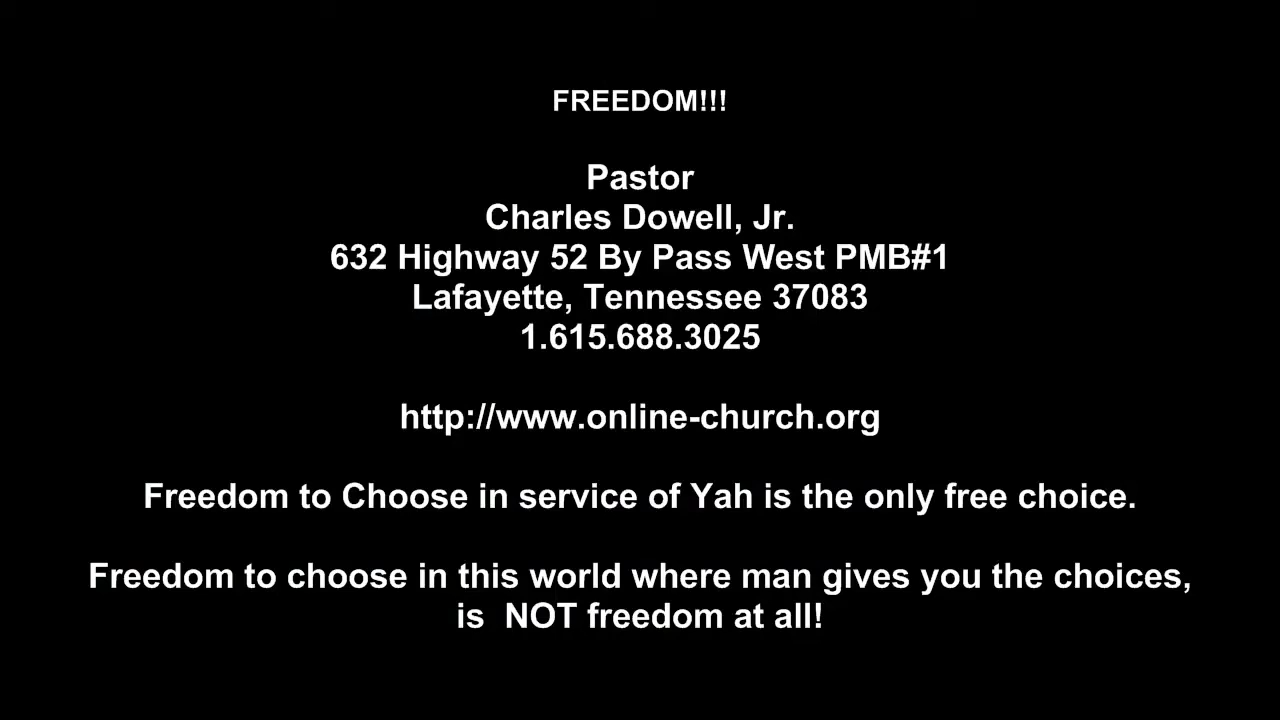 FREEDOM!!!
Pastor
Charles Dowell, Jr.
632 Highway 52 By Pass West PMB#1
Lafayette, Tennessee 37083
1.615.688.3025
http://www.online-church.org
Freedom to Choose in service of Yah is the only free choice.
Freedom to choose in this world where man gives you the choices,
is  NOT freedom at all!